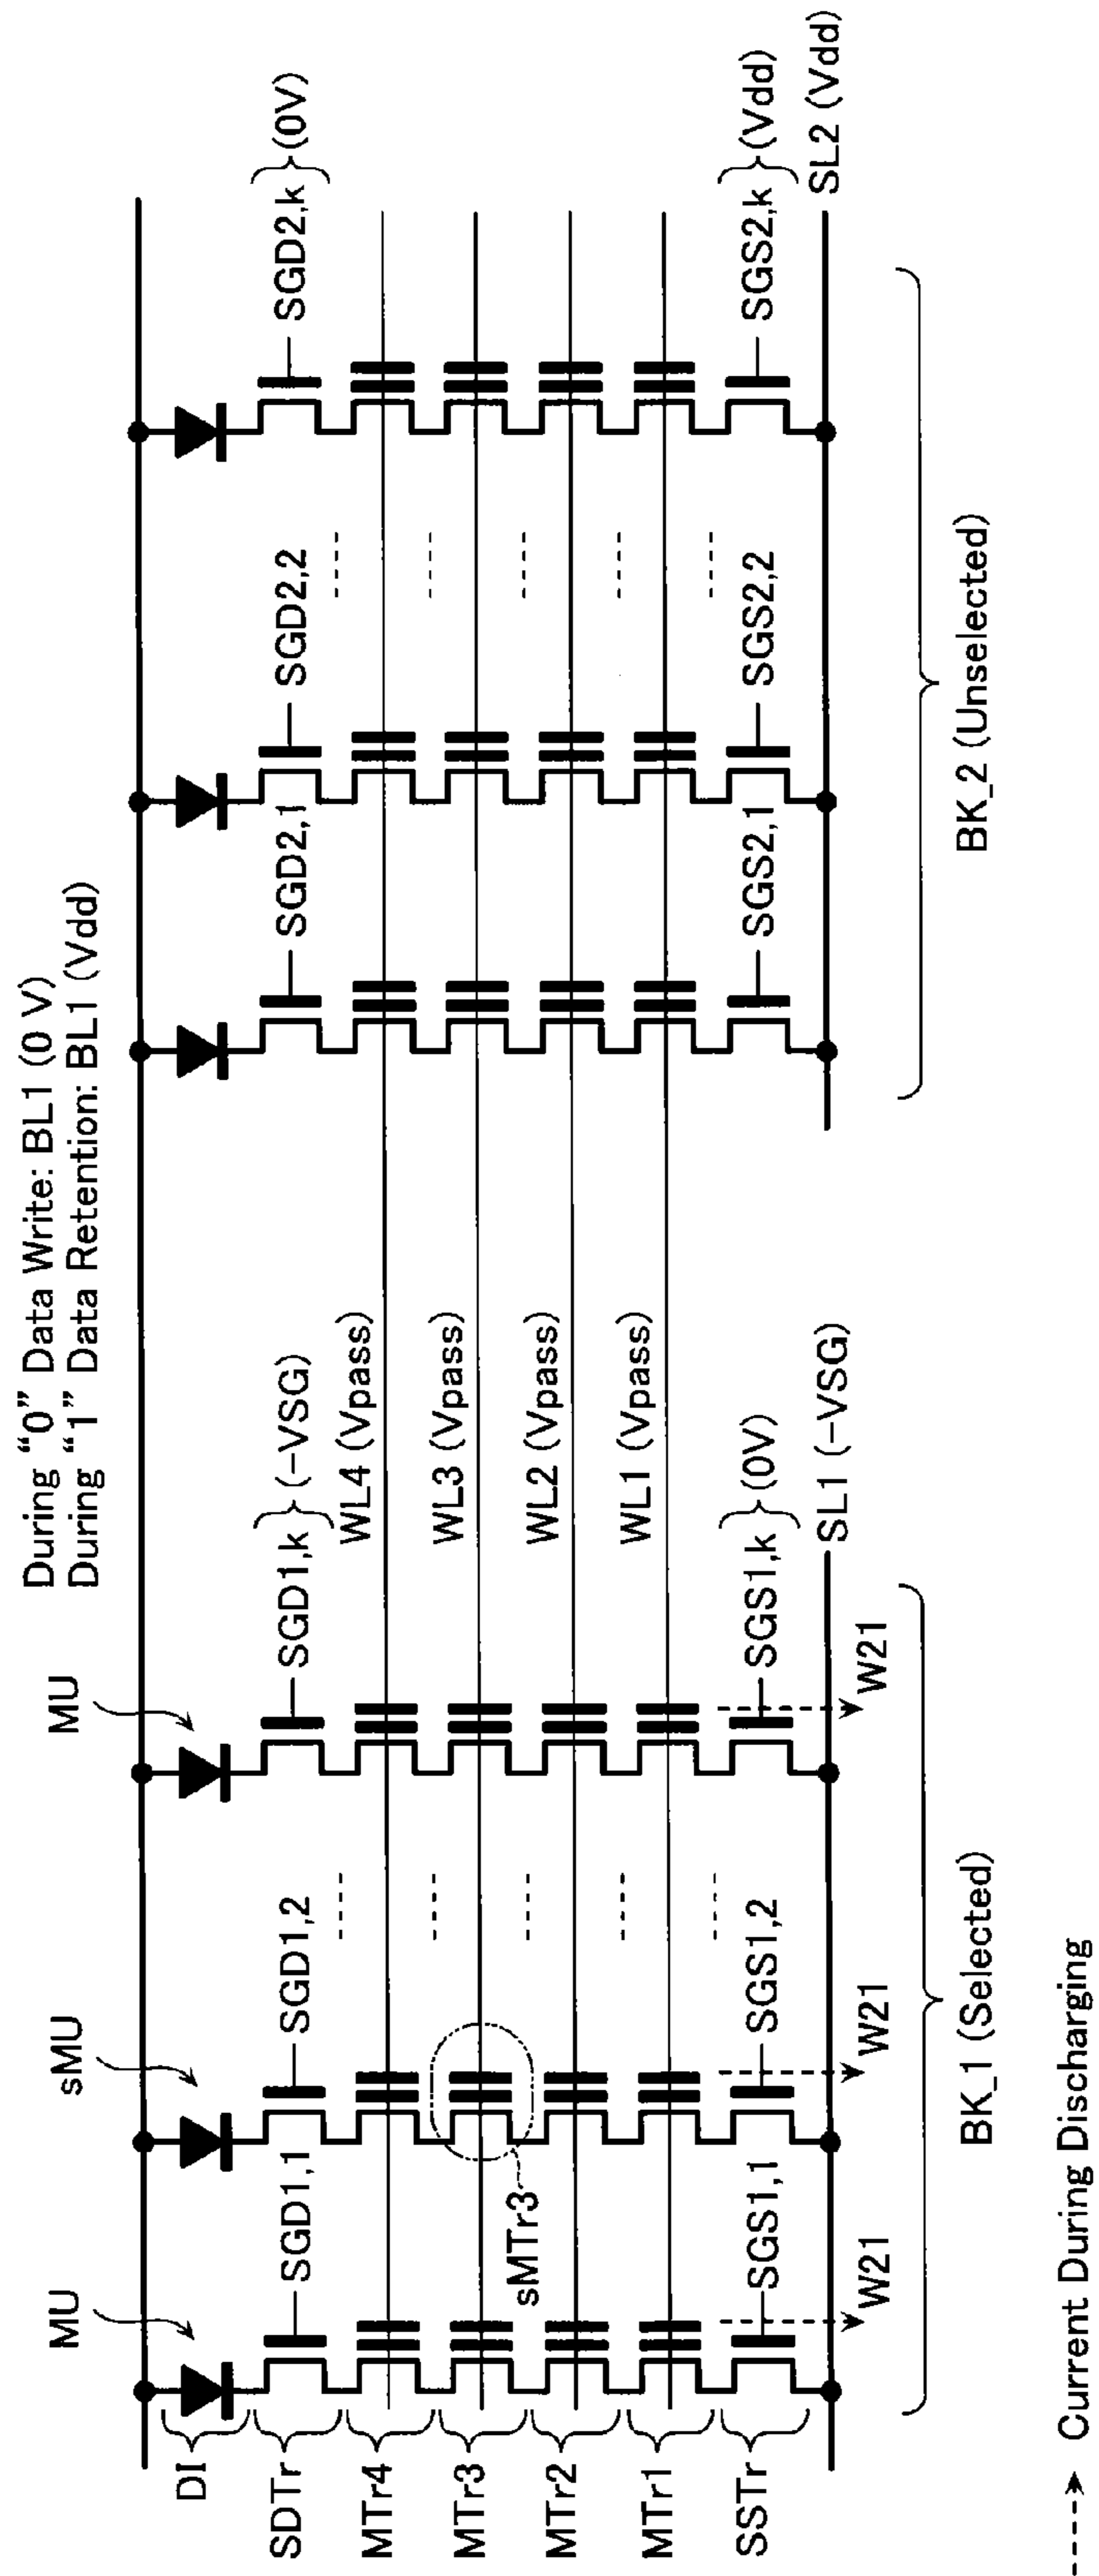 During "0" Data Write: BL1 (0 V)
During "1" Data Retention: BL1 (Vdd)
MU
sMU
MU
DI
SDTr
MTr4
MTr3
MTr2
MTr1
SSTr
SGD1,1
SGD1,2
SGD1,k
(-VSG)
SGD2,1
SGD2,2
SGD2,k
(0V)
WL4 (Vpass)
WL3 (Vpass)
WL2 (Vpass)
WL1 (Vpass)
sMTr3
SGS1,1
SGS1,2
SGS1,k
(0V)
SGS2,1
SGS2,2
SGS2,k
(Vdd)
SL1 (-VSG)
SL2 (Vdd)
W21
W21
W21
BK_1 (Selected)
BK_2 (Unselected)
Current During Discharging